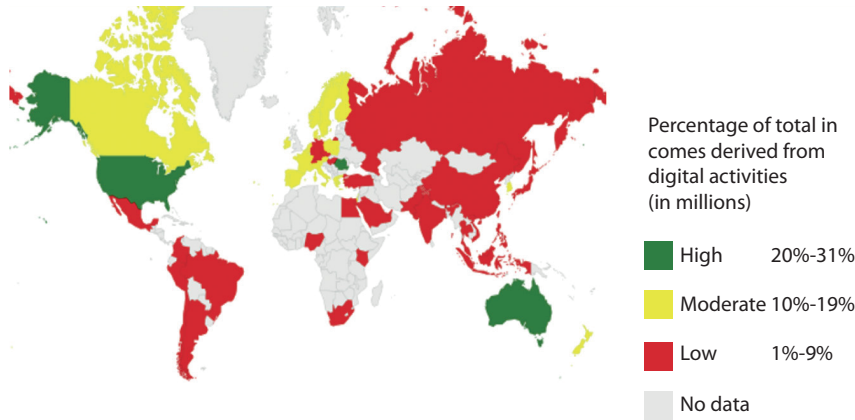 Percentage of total in
comes derived from
digital activities
(in millions)
High 20%-31%
Moderate 10%-19%
Low 1%-9%
No data